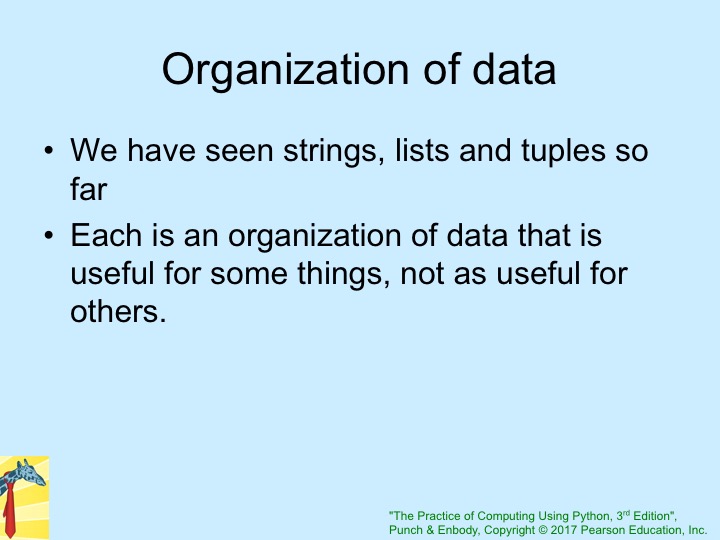 Organization of data
• We have seen strings, lists and tuples so
far
• Each is an organization of data that is
useful for some things, not as useful for
others.
"The Practice of Computing Using Python, 3rd Edition",
Punch & Enbody, Copyright © 2017 Pearson Education, Inc.